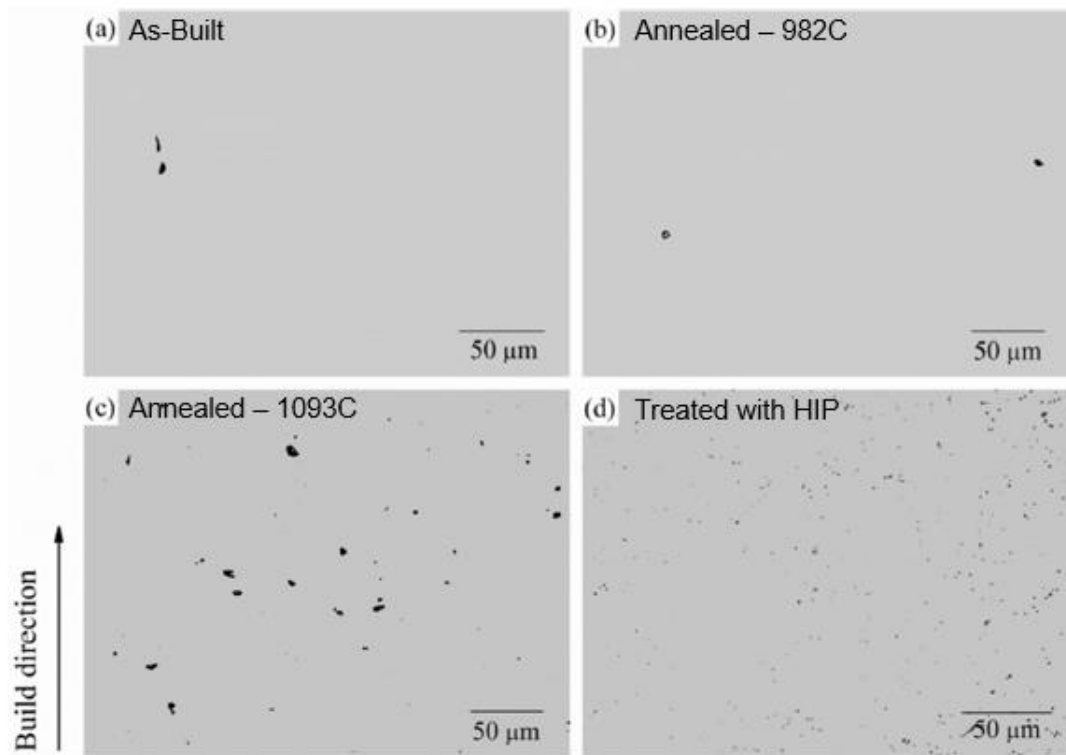 (a) As-Built
(b) Annealed – 982C
50 µm
50 µm
(c) Annealed – 1093C
(d) Treated with HIP
50 µm
50 µm
Build direction